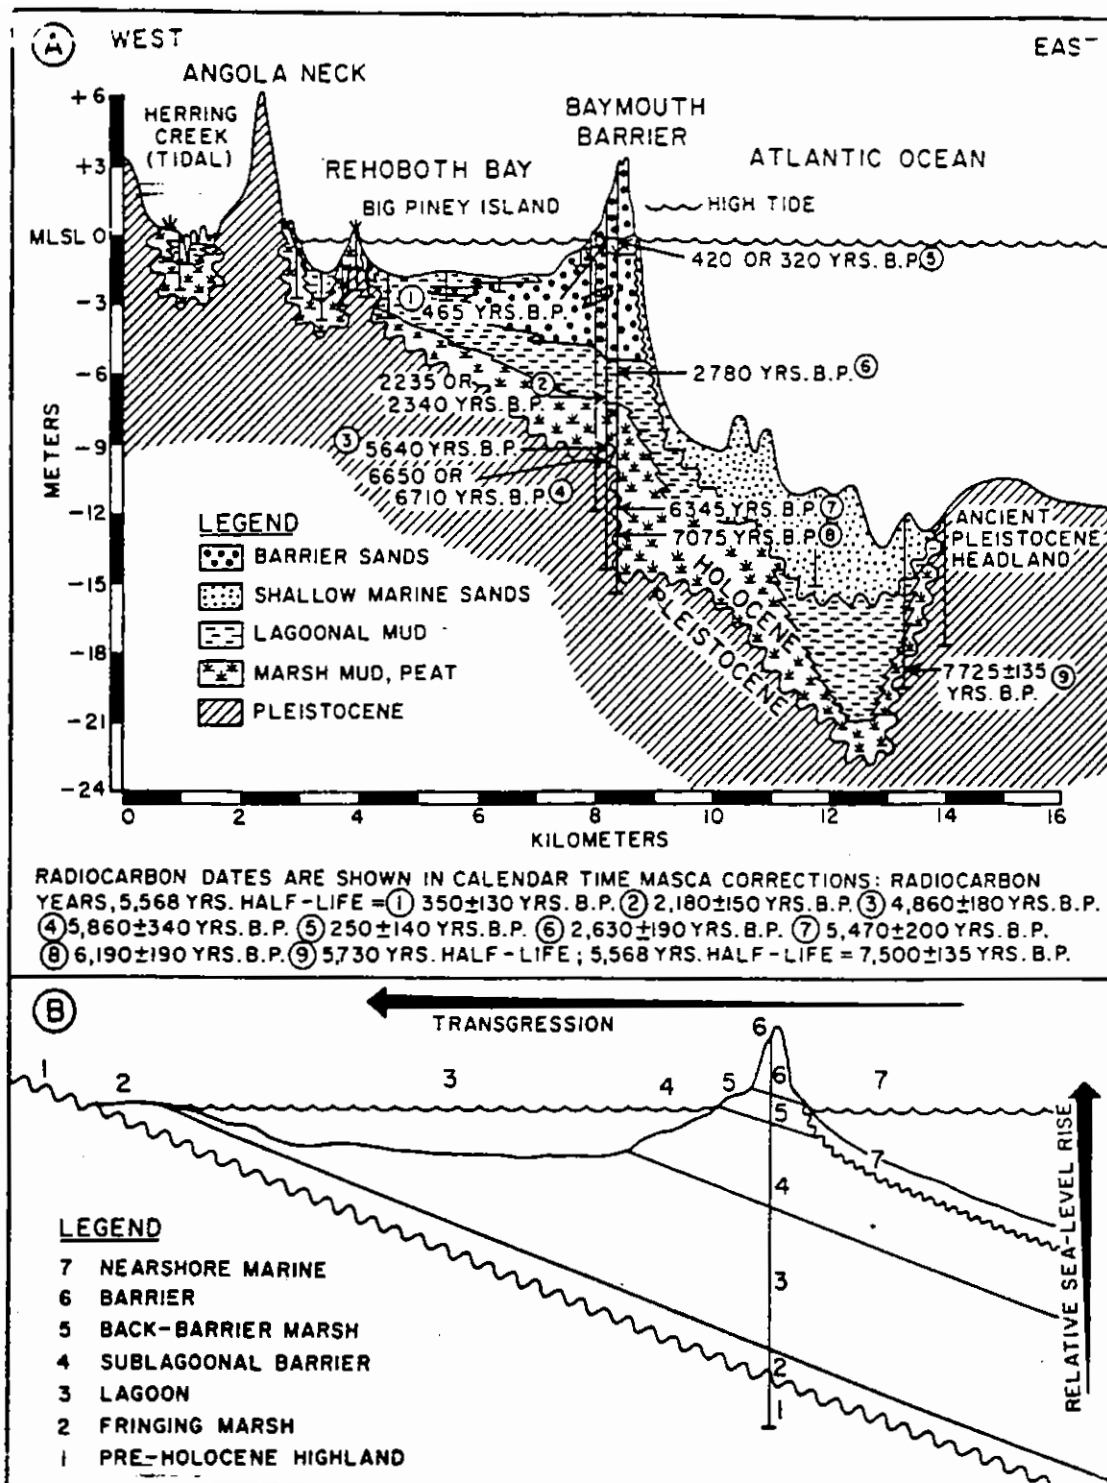 A
WEST
EAST
ANGOLA NECK
HERRING
CREEK
(TIDAL)
BAYMOUTH
BARRIER
REHOBOTH BAY
ATLANTIC OCEAN
BIG PINEY ISLAND
HIGH TIDE
+6
+3
MLSL 0
-3
-6
-9
-12
-15
-18
-21
-24
METERS
420 OR 320 YRS. B.P. 5
1 465 YRS. B.P.
2780 YRS. B.P. 6
2235 OR 2
2340 YRS. B.P.
3 5640 YRS. B.P.
6650 OR
6710 YRS. B.P. 4
6345 YRS. B.P. 7
7075 YRS. B.P. 8
ANCIENT
PLEISTOCENE
HEADLAND
HOLOCENE
PLEISTOCENE
7725±135 9
YRS. B.P.
LEGEND
BARRIER SANDS
SHALLOW MARINE SANDS
LAGOONAL MUD
MARSH MUD, PEAT
PLEISTOCENE
0 2 4 6 8 10 12 14 16
KILOMETERS
RADIOCARBON DATES ARE SHOWN IN CALENDAR TIME MASCA CORRECTIONS: RADIOCARBON
YEARS, 5,568 YRS. HALF-LIFE = 1 350±130 YRS. B.P. 2 2,180±150 YRS. B.P. 3 4,860±180 YRS. B.P.
4 5,860±340 YRS. B.P. 5 250±140 YRS. B.P. 6 2,630±190 YRS. B.P. 7 5,470±200 YRS. B.P.
8 6,190±190 YRS. B.P. 9 5,730 YRS. HALF-LIFE; 5,568 YRS. HALF-LIFE = 7,500±135 YRS. B.P.
B
TRANSGRESSION
1 2 3 4 5 6 7
6
5
4
3
2
1
7
RELATIVE SEA-LEVEL RISE
LEGEND
7 NEARSHORE MARINE
6 BARRIER
5 BACK-BARRIER MARSH
4 SUBLAGOONAL BARRIER
3 LAGOON
2 FRINGING MARSH
1 PRE-HOLOCENE HIGHLAND